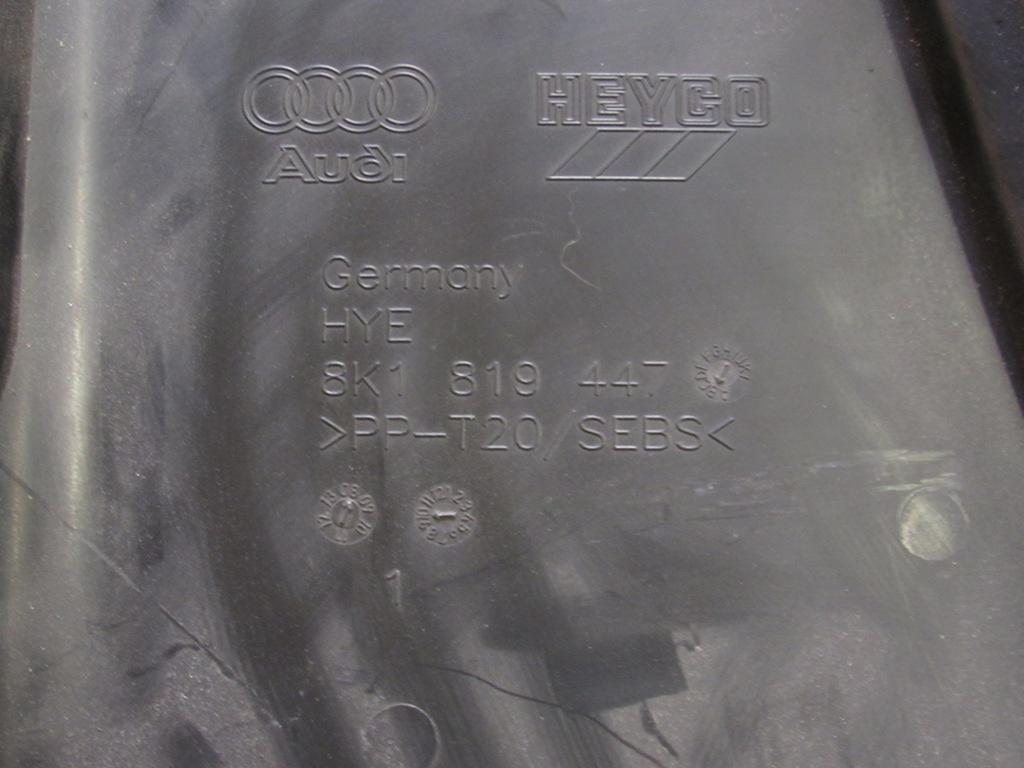 Audi
HEYCO
Germany
HYE
8K1 819 447
>PP-T20/SEBS<
1